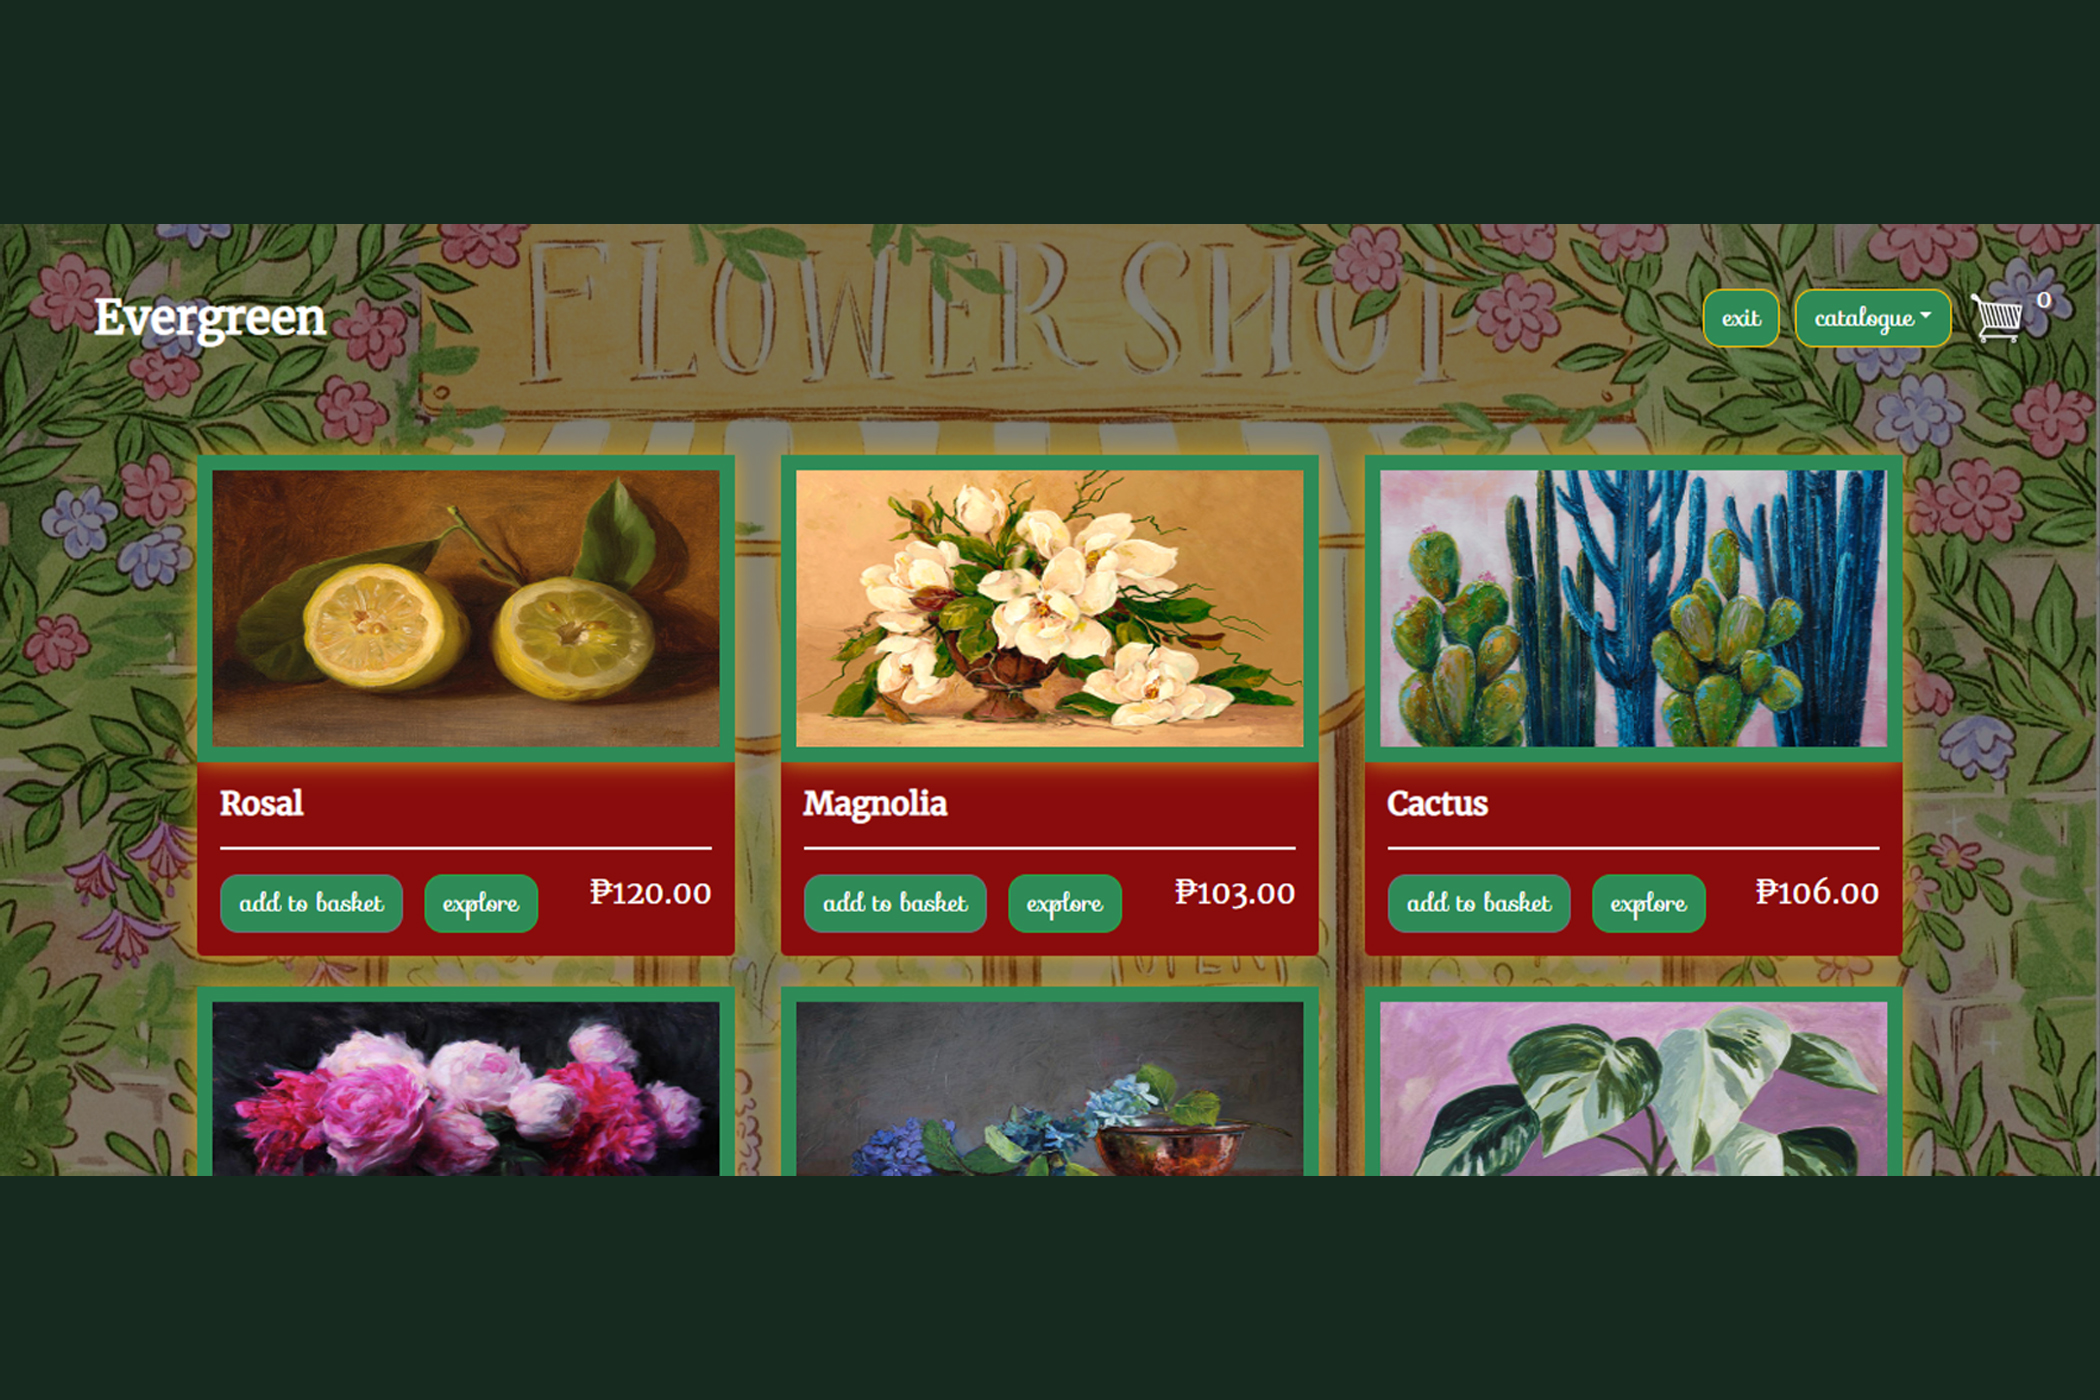 FLOWER SHOP
Evergreen
exit
catalogue
0
Rosal
Magnolia
Cactus
add to basket
explore
₱120.00
add to basket
explore
₱103.00
add to basket
explore
₱106.00
OPEN